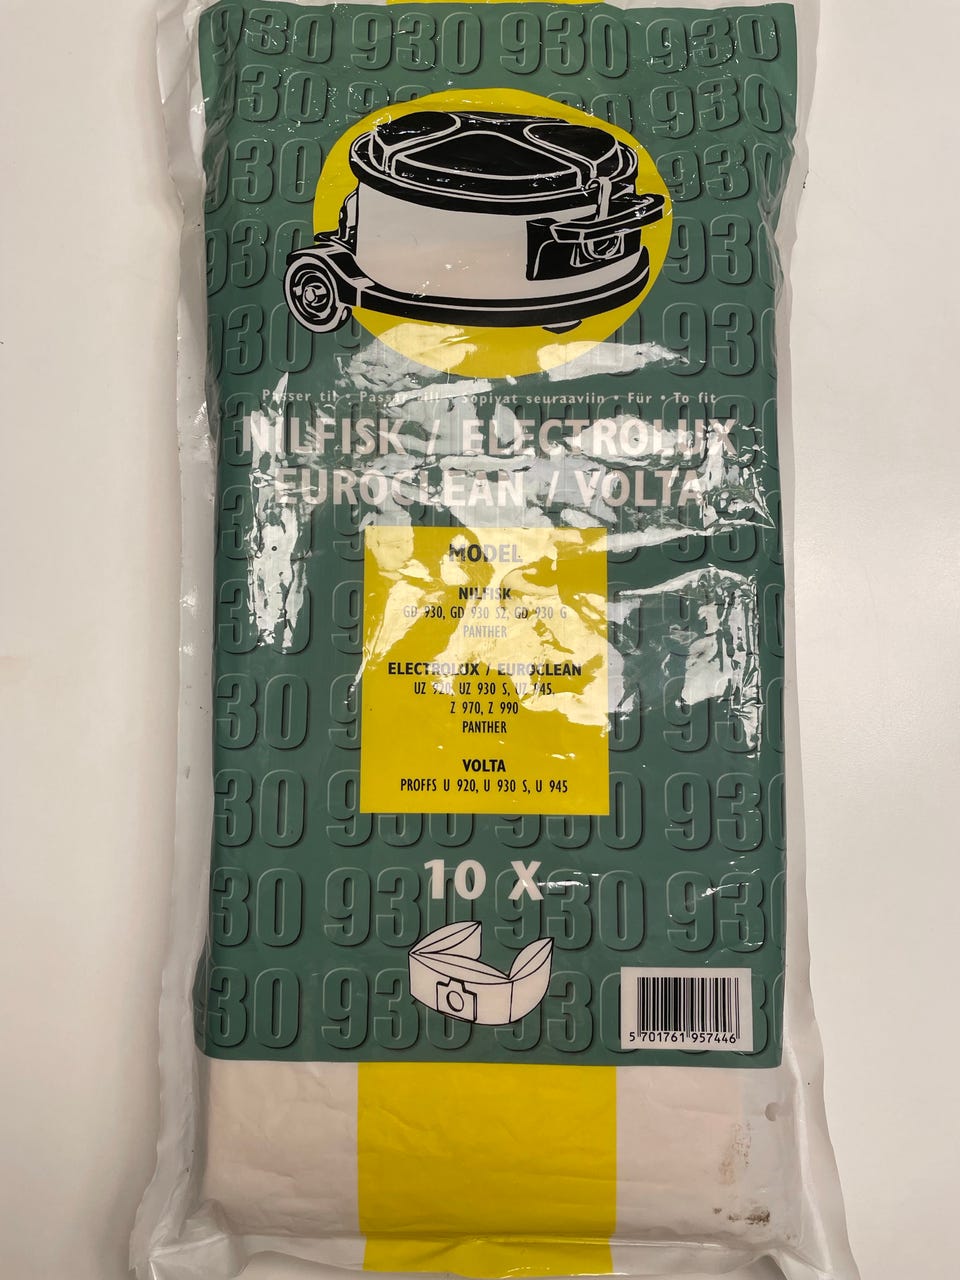 930 930 930 930
Passer til • Passar till • Sopivat seuraaviin • Für • To fit
NILFISK / ELECTROLUX
EUROCLEAN / VOLTA
MODEL
NILFISK
GD 930, GD 930 S2, GD 930 G
PANTHER
ELECTROLUX / EUROCLEAN
UZ 920, UZ 930 S, UZ 945,
Z 970, Z 990
PANTHER
VOLTA
PROFFS U 920, U 930 S, U 945
10 X
5 701761 957446